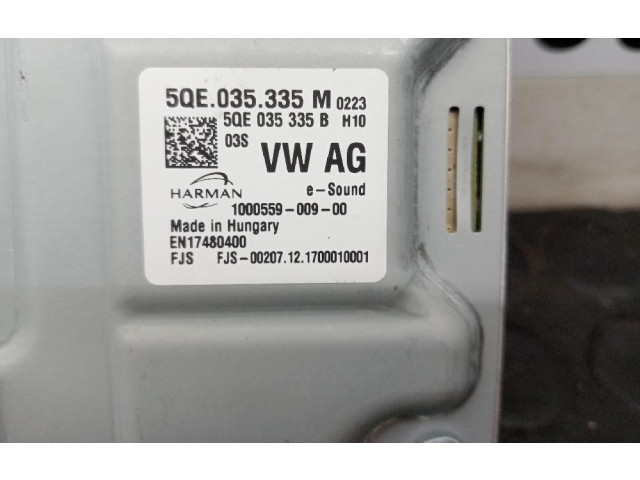 5QE.035.335 M 0223
5QE 035 335 B H10
03S
VW AG
HARMAN
e-Sound
1000559-009-00
Made in Hungary
EN17480400
FJS FJS-00207.12.1700010001